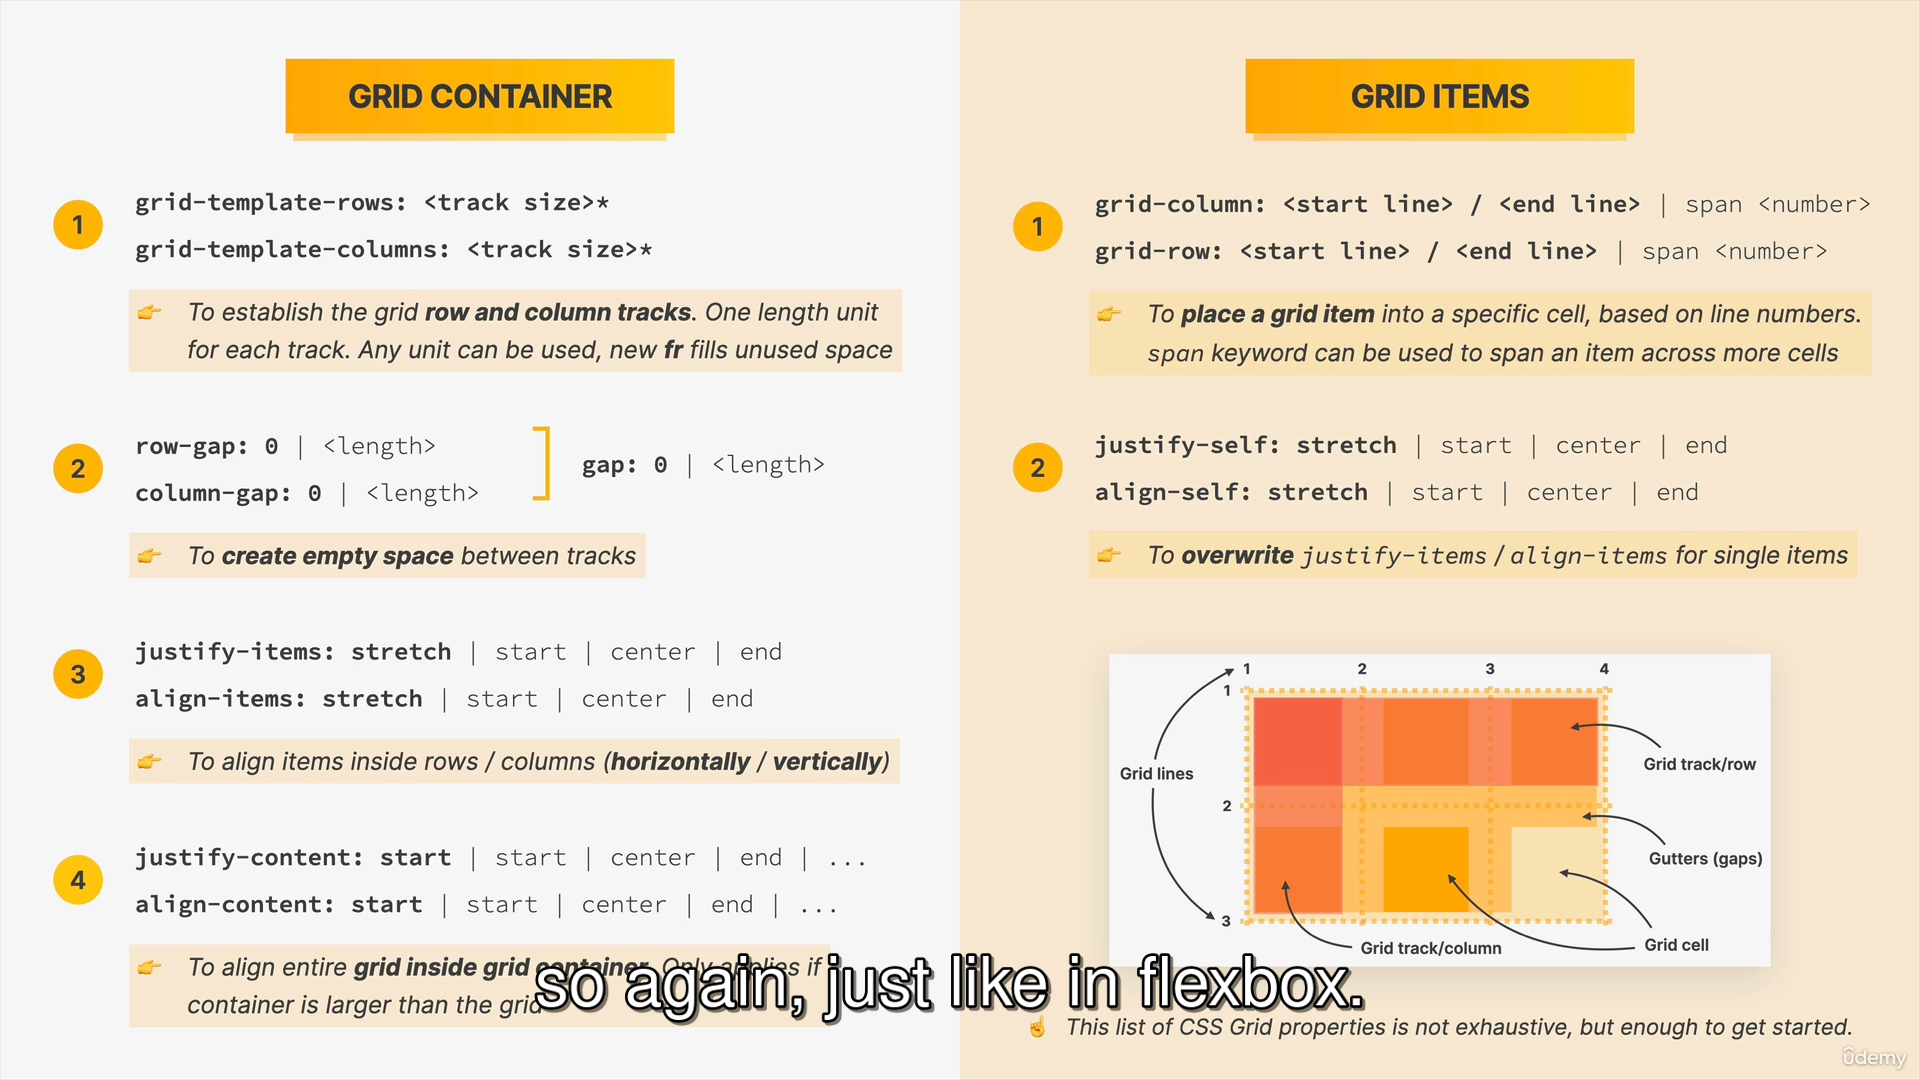 GRID CONTAINER
1
grid-template-rows: <track size>*
grid-template-columns: <track size>*
👉 To establish the grid row and column tracks. One length unit
for each track. Any unit can be used, new fr fills unused space
2
row-gap: 0 | <length>
column-gap: 0 | <length>
gap: 0 | <length>
👉 To create empty space between tracks
3
justify-items: stretch | start | center | end
align-items: stretch | start | center | end
👉 To align items inside rows / columns (horizontally / vertically)
4
justify-content: start | start | center | end | ...
align-content: start | start | center | end | ...
👉 To align entire grid inside grid container. Only applies if
container is larger than the grid
GRID ITEMS
1
grid-column: <start line> / <end line> | span <number>
grid-row: <start line> / <end line> | span <number>
👉 To place a grid item into a specific cell, based on line numbers.
span keyword can be used to span an item across more cells
2
justify-self: stretch | start | center | end
align-self: stretch | start | center | end
👉 To overwrite justify-items / align-items for single items
1 2 3 4
1
Grid track/row
Grid lines
2
Gutters (gaps)
3
Grid track/column
Grid cell
☝️ This list of CSS Grid properties is not exhaustive, but enough to get started.
so again, just like in flexbox.
ûdemy